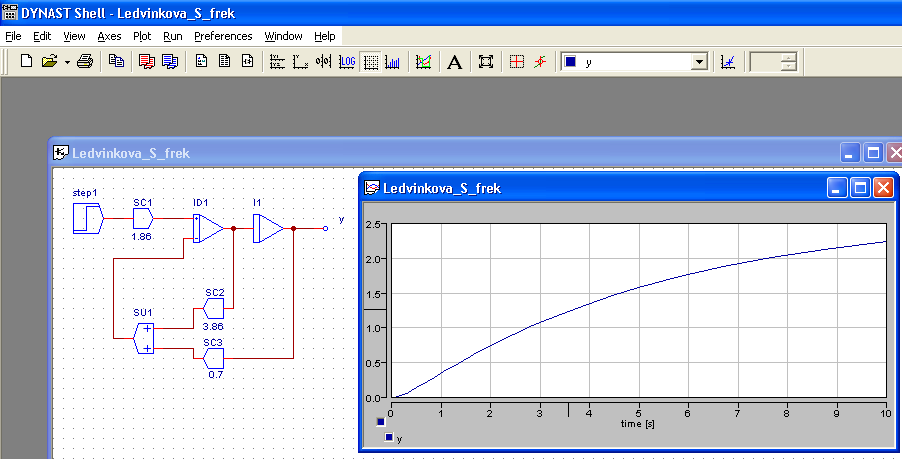 DYNAST Shell - Ledvinkova_S_frek
File Edit View Axes Plot Run Preferences Window Help
LOG A y
Ledvinkova_S_frek
step1
SC1
ID1
I1
y
1.86
SC2
SU1
3.86
SC3
0.7
Ledvinkova_S_frek
2.5
2.0
1.5
1.0
0.5
0.0
0 1 2 3 4 5 6 7 8 9 10
time [s]
y